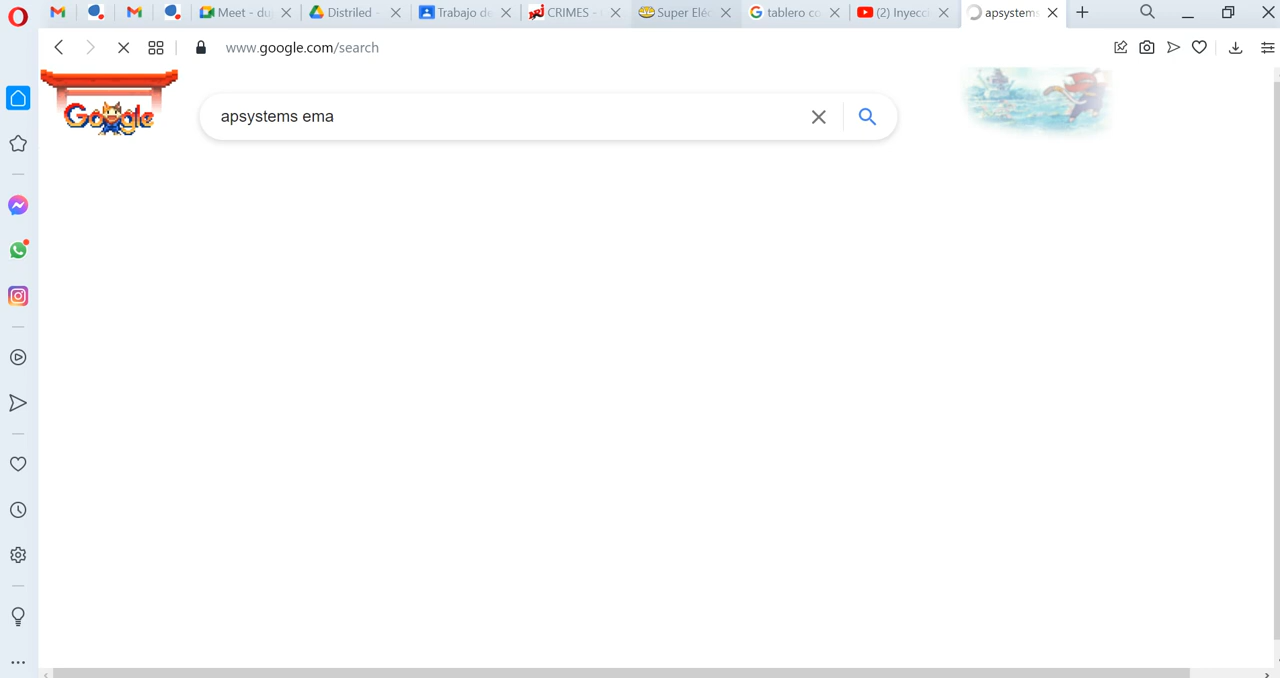 Meet - du
Distriled -
Trabajo de
CRIMES -
Super Eléc
tablero co
(2) Inyecci
apsystems
www.google.com/search
Google
apsystems ema